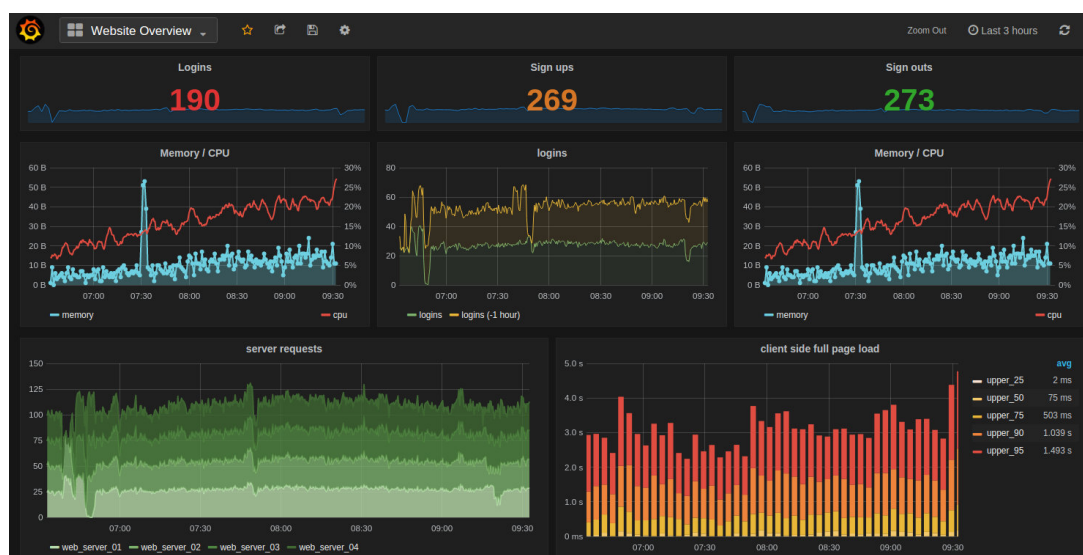 Website Overview
Zoom Out Last 3 hours
Logins
190
Sign ups
269
Sign outs
273
Memory / CPU
60 B
50 B
40 B
30 B
20 B
10 B
0 B
30%
25%
20%
15%
10%
5%
0%
07:00 07:30 08:00 08:30 09:00 09:30
memory cpu
logins
80
60
40
20
0
07:00 07:30 08:00 08:30 09:00 09:30
logins logins (-1 hour)
Memory / CPU
60 B
50 B
40 B
30 B
20 B
10 B
0 B
30%
25%
20%
15%
10%
5%
0%
07:00 07:30 08:00 08:30 09:00 09:30
memory cpu
server requests
150
125
100
75
50
25
0
07:00 07:30 08:00 08:30 09:00 09:30
web_server_01 web_server_02 web_server_03 web_server_04
client side full page load
5.0 s
4.0 s
3.0 s
2.0 s
1.0 s
0 ms
07:00 07:30 08:00 08:30 09:00 09:30
avg
upper_25 2 ms
upper_50 75 ms
upper_75 503 ms
upper_90 1.039 s
upper_95 1.493 s